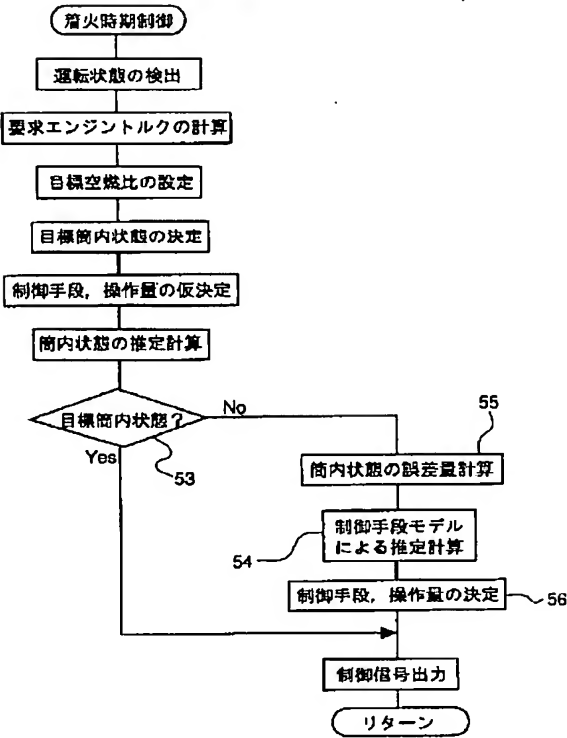 着火時期制御
運転状態の検出
要求エンジントルクの計算
目標空燃比の設定
目標筒内状態の決定
制御手段，操作量の仮決定
筒内状態の推定計算
目標筒内状態？
No
Yes
53
55
筒内状態の誤差量計算
制御手段モデル
による推定計算
54
制御手段，操作量の決定
56
制御信号出力
リターン